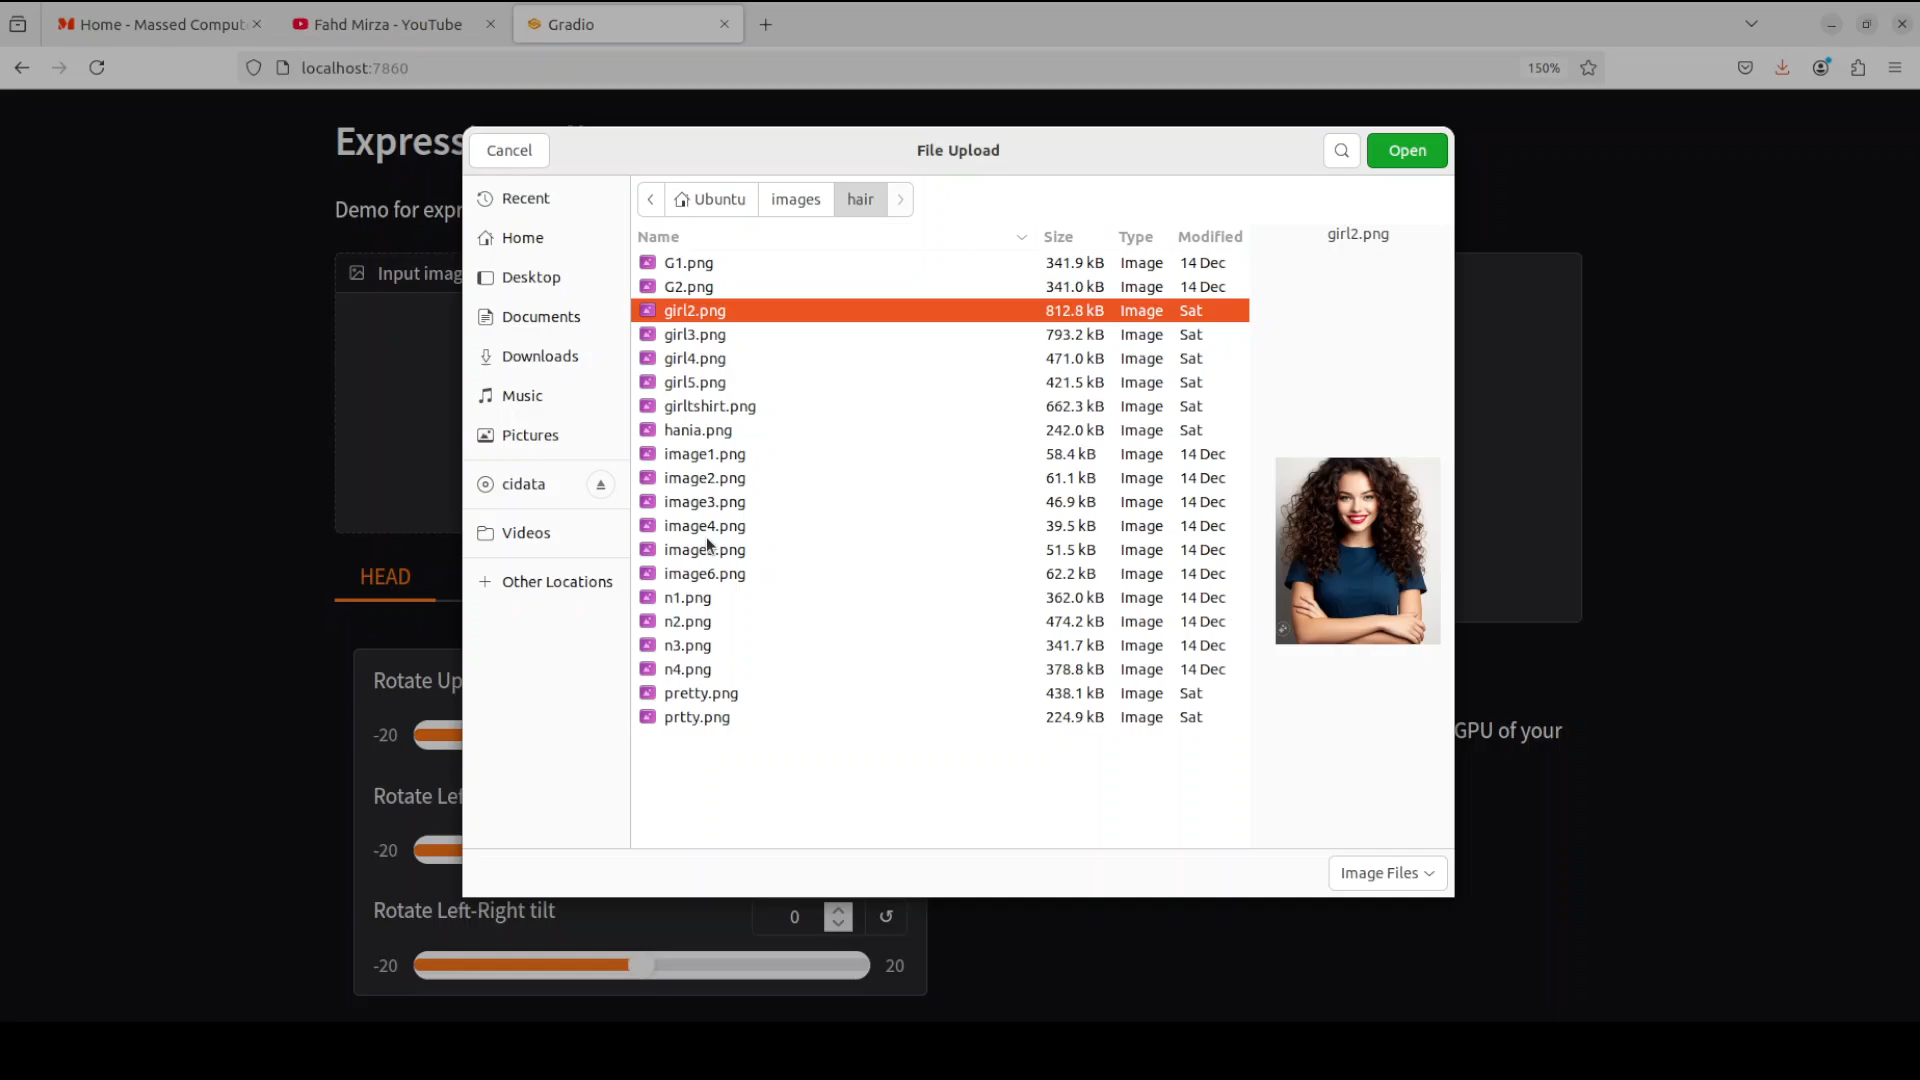 Home - Massed Comput
Fahd Mirza - YouTube
Gradio
localhost:7860
150%
Express
Demo for expr
Input imag
HEAD
Rotate Up
-20
Rotate Lef
-20
Rotate Left-Right tilt
0
-20
20
GPU of your
Cancel
File Upload
Open
Recent
Home
Desktop
Documents
Downloads
Music
Pictures
cidata
Videos
Other Locations
Ubuntu images hair
Name Size Type Modified
G1.png 341.9 kB Image 14 Dec
G2.png 341.0 kB Image 14 Dec
girl2.png 812.8 kB Image Sat
girl3.png 793.2 kB Image Sat
girl4.png 471.0 kB Image Sat
girl5.png 421.5 kB Image Sat
girltshirt.png 662.3 kB Image Sat
hania.png 242.0 kB Image Sat
image1.png 58.4 kB Image 14 Dec
image2.png 61.1 kB Image 14 Dec
image3.png 46.9 kB Image 14 Dec
image4.png 39.5 kB Image 14 Dec
51.5 kB Image 14 Dec
image6.png 62.2 kB Image 14 Dec
n1.png 362.0 kB Image 14 Dec
n2.png 474.2 kB Image 14 Dec
n3.png 341.7 kB Image 14 Dec
n4.png 378.8 kB Image 14 Dec
pretty.png 438.1 kB Image Sat
prtty.png 224.9 kB Image Sat
girl2.png
Image Files